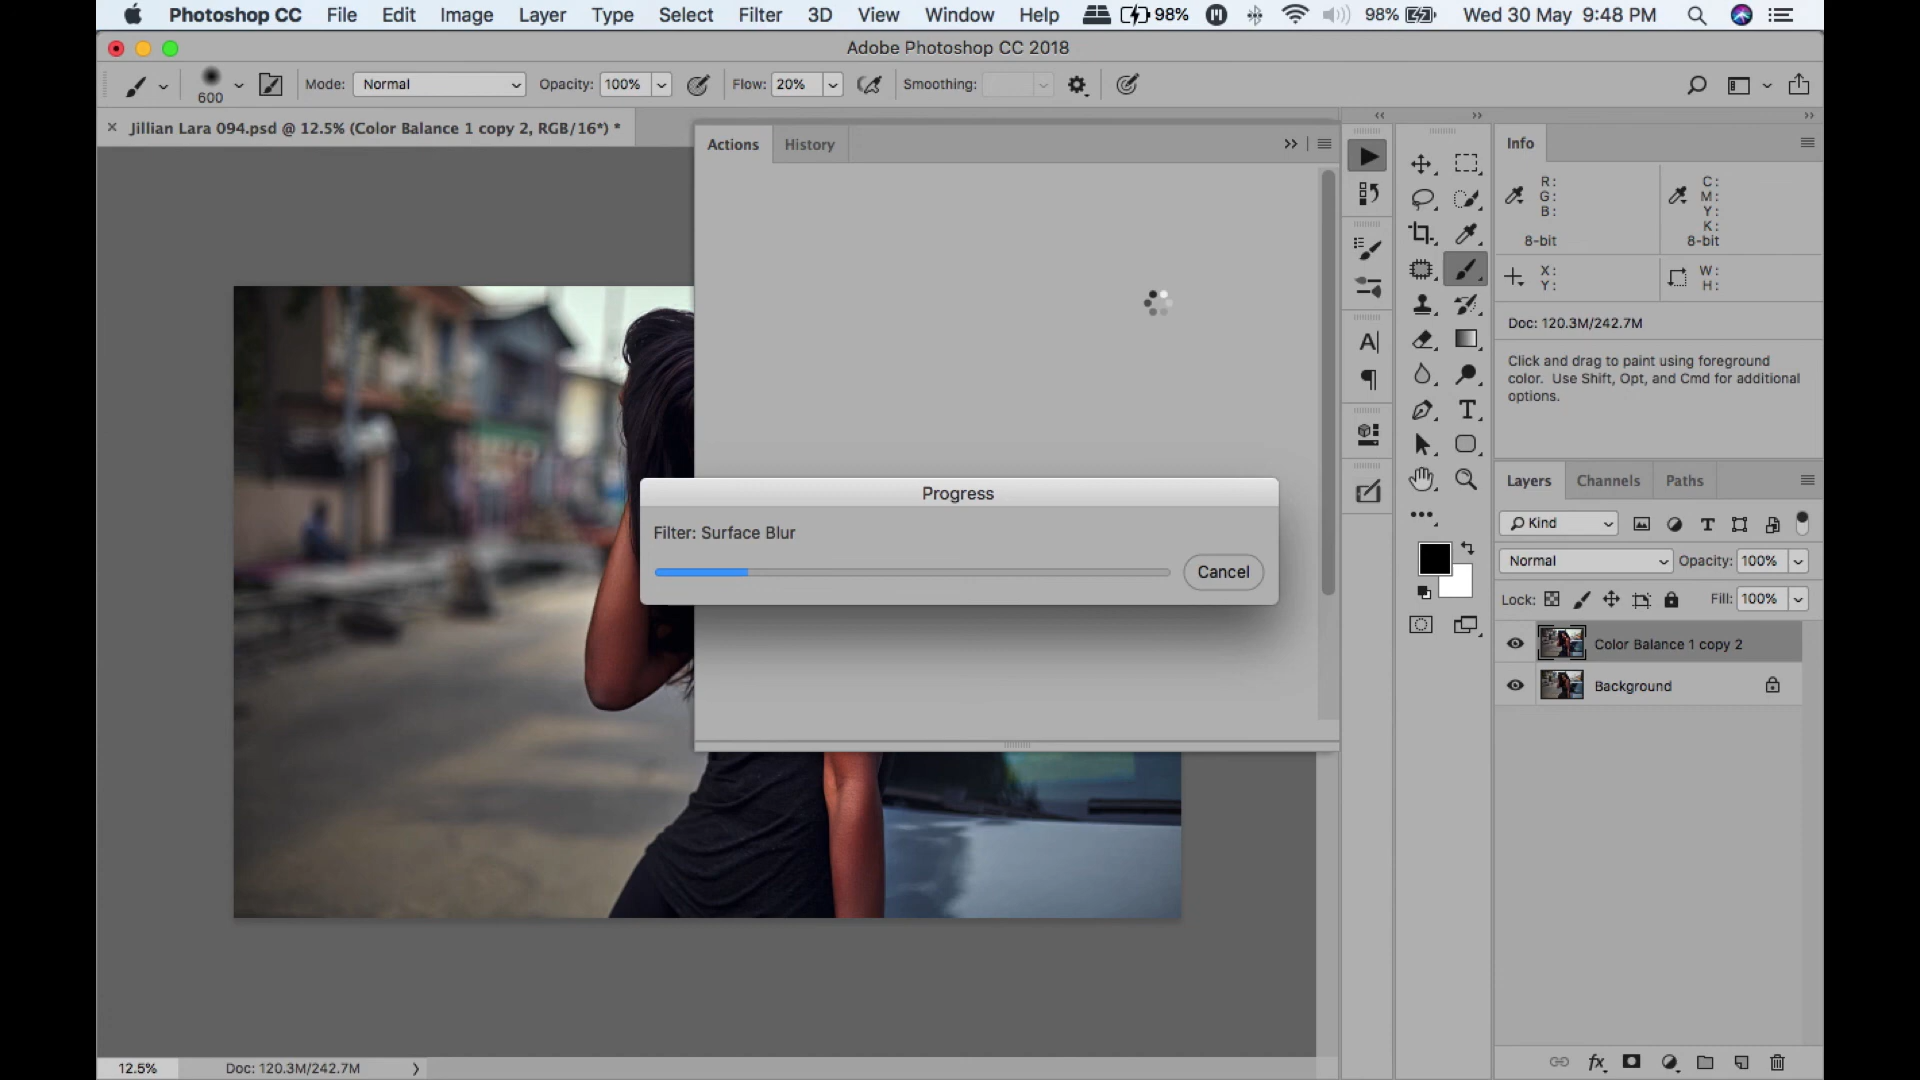 Photoshop CC File Edit Image Layer Type Select Filter 3D View Window Help 98% 98% Wed 30 May 9:48 PM
Adobe Photoshop CC 2018
600 Mode: Normal Opacity: 100% Flow: 20% Smoothing:
Jillian Lara 094.psd @ 12.5% (Color Balance 1 copy 2, RGB/16*) *
Actions History
Info
R:
G:
B:
8-bit
C:
M:
Y:
K:
8-bit
X:
Y:
W:
H:
Doc: 120.3M/242.7M
Click and drag to paint using foreground
color. Use Shift, Opt, and Cmd for additional
options.
Progress
Filter: Surface Blur
Cancel
Layers Channels Paths
Kind
Normal Opacity: 100%
Lock: Fill: 100%
Color Balance 1 copy 2
Background
12.5% Doc: 120.3M/242.7M